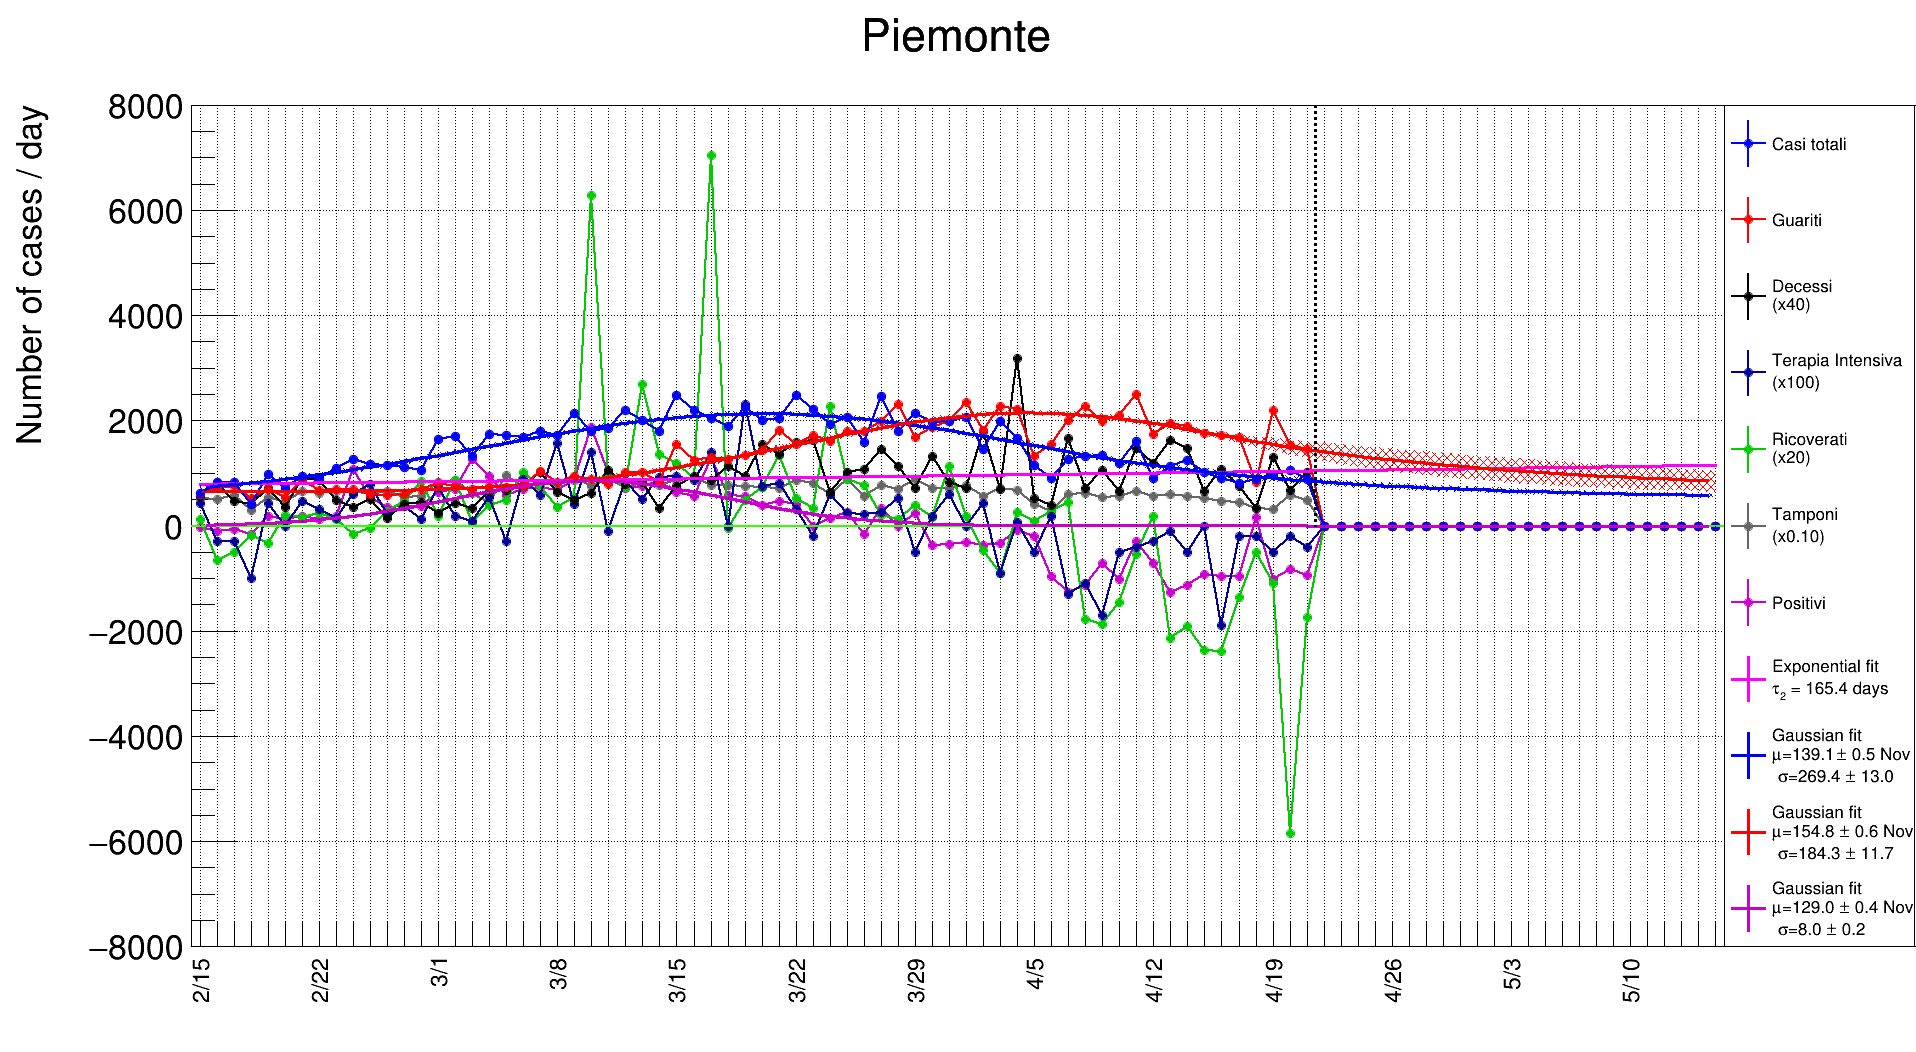 Piemonte
Number of cases / day
8000
6000
4000
2000
0
−2000
−4000
−6000
−8000
2/15
2/22
3/1
3/8
3/15
3/22
3/29
4/5
4/12
4/19
4/26
5/3
5/10
Casi totali
Guariti
Decessi
(x40)
Terapia Intensiva
(x100)
Ricoverati
(x20)
Tamponi
(x0.10)
Positivi
Exponential fit
τ2 = 165.4 days
Gaussian fit
μ=139.1± 0.5 Nov
σ=269.4 ± 13.0
Gaussian fit
μ=154.8 ± 0.6 Nov
σ=184.3 ± 11.7
Gaussian fit
μ=129.0 ± 0.4 Nov
σ=8.0 ± 0.2